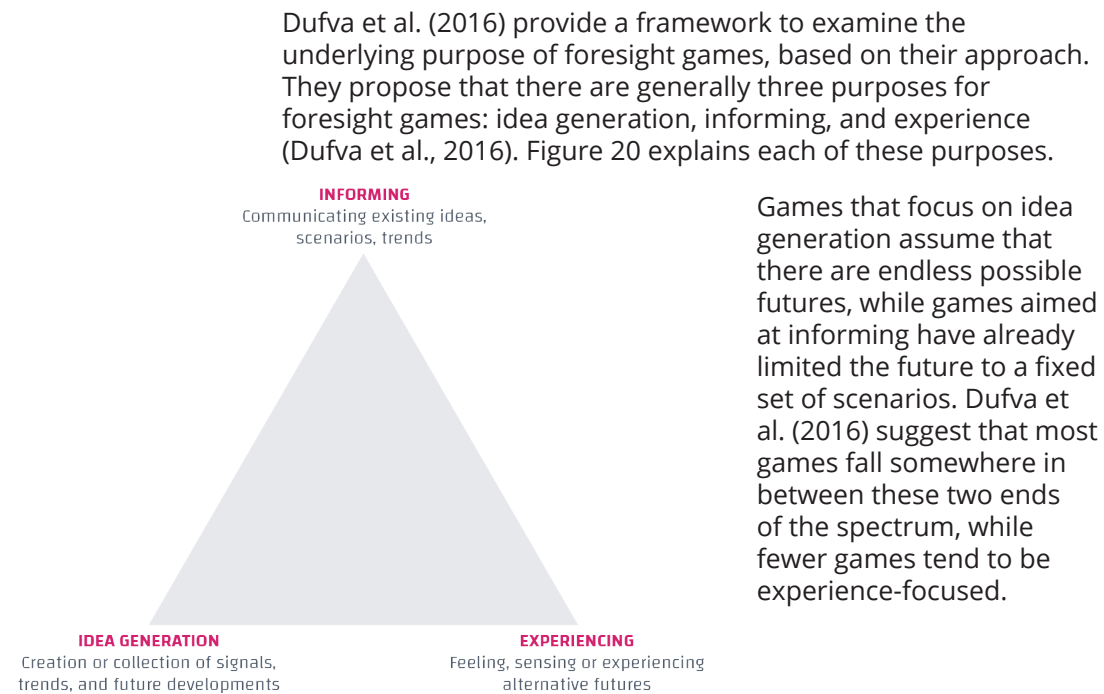 Dufva et al. (2016) provide a framework to examine the
underlying purpose of foresight games, based on their approach.
They propose that there are generally three purposes for
foresight games: idea generation, informing, and experience
(Dufva et al., 2016). Figure 20 explains each of these purposes.
INFORMING
Communicating existing ideas,
scenarios, trends
Games that focus on idea
generation assume that
there are endless possible
futures, while games aimed
at informing have already
limited the future to a fixed
set of scenarios. Dufva et
al. (2016) suggest that most
games fall somewhere in
between these two ends
of the spectrum, while
fewer games tend to be
experience-focused.
IDEA GENERATION
Creation or collection of signals,
trends, and future developments
EXPERIENCING
Feeling, sensing or experiencing
alternative futures